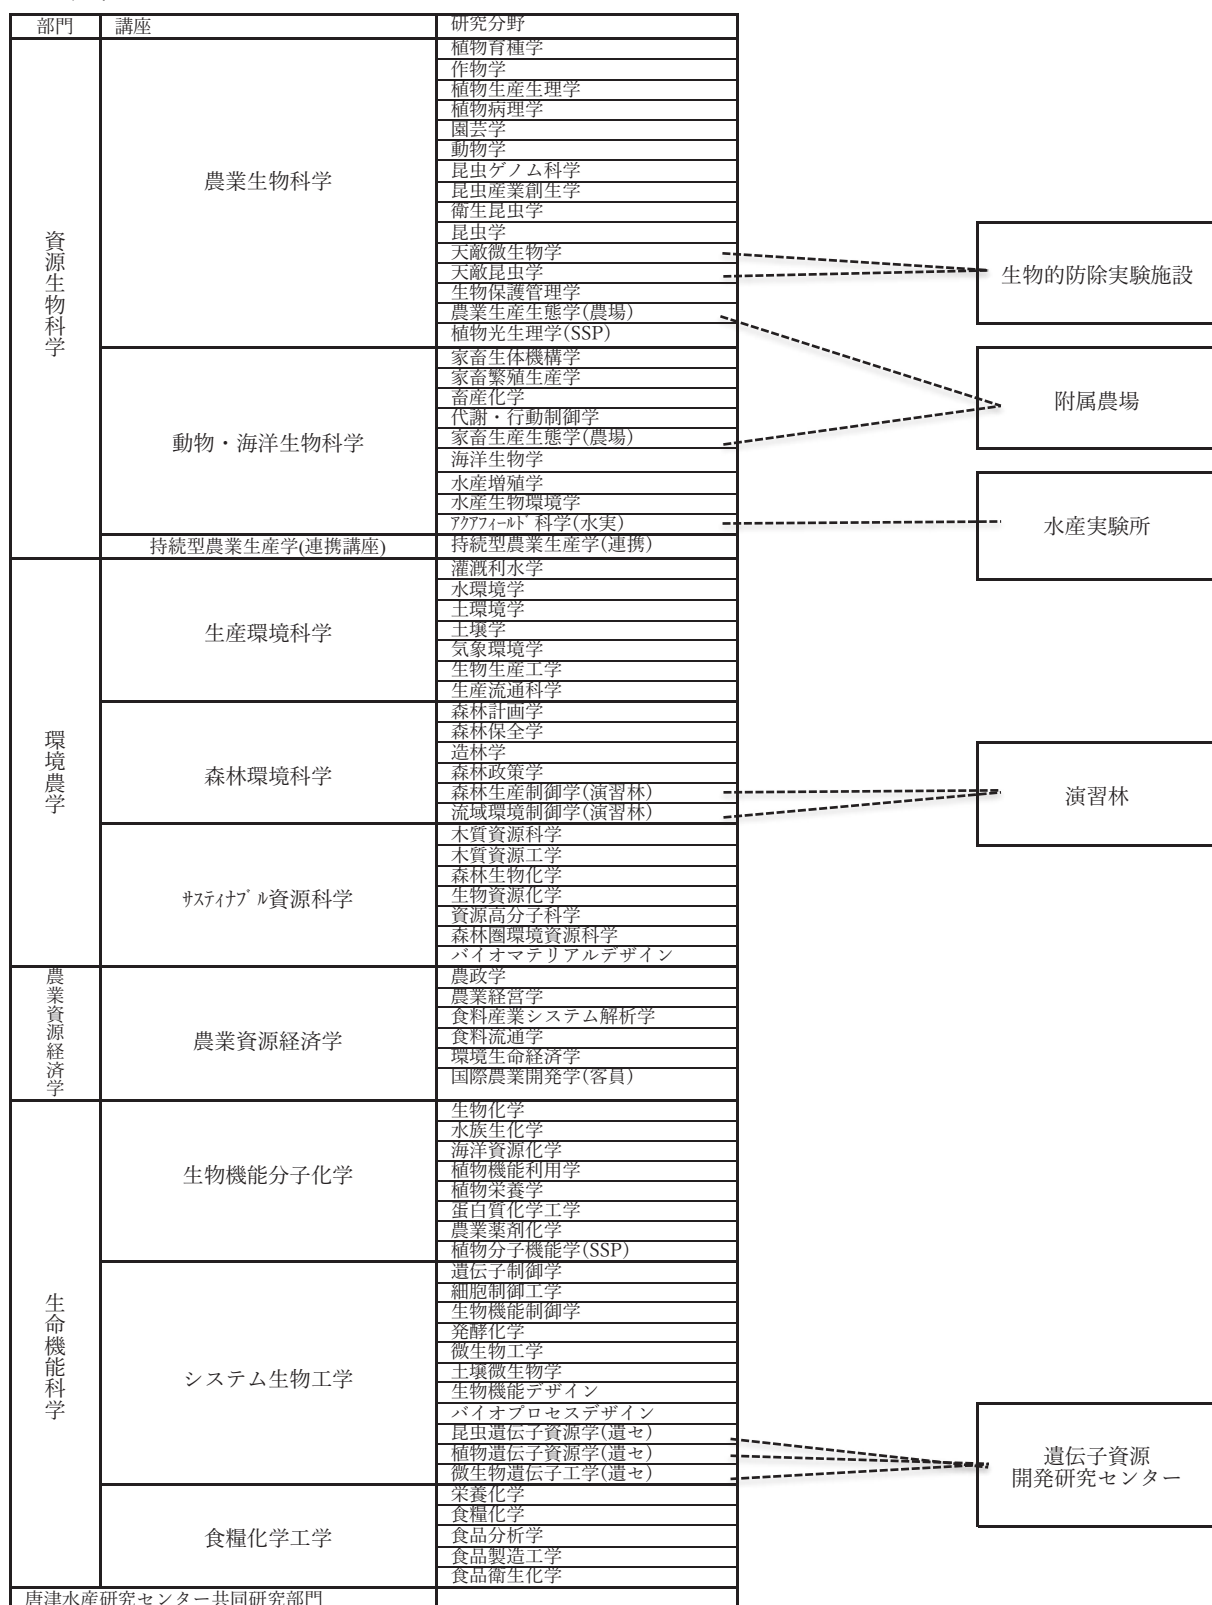 部門 講座 研究分野
資源生物科学
農業生物科学
植物育種学
作物学
植物生産生理学
植物病理学
園芸学
動物学
昆虫ゲノム科学
昆虫産業創生学
衛生昆虫学
昆虫学
天敵微生物学
天敵昆虫学
生物保護管理学
農業生産生態学(農場)
植物光生理学(SSP)
動物・海洋生物科学
家畜生体機構学
家畜繁殖生産学
畜産化学
代謝・行動制御学
家畜生産生態学(農場)
海洋生物学
水産増殖学
水産生物環境学
ｱｸｱﾌｨｰﾙﾄﾞ科学(水実)
持続型農業生産学(連携講座)
持続型農業生産学(連携)
環境農学
生産環境科学
灌漑利水学
水環境学
土環境学
土壌学
気象環境学
生物生産工学
生産流通科学
森林環境科学
森林計画学
森林保全学
造林学
森林政策学
森林生産制御学(演習林)
流域環境制御学(演習林)
ｻｽﾃｨﾅﾌﾞﾙ資源科学
木質資源科学
木質資源工学
森林生物化学
生物資源化学
資源高分子科学
森林圏環境資源科学
バイオマテリアルデザイン
農業資源経済学
農業資源経済学
農政学
農業経営学
食料産業システム解析学
食料流通学
環境生命経済学
国際農業開発学(客員)
生命機能科学
生物機能分子化学
生物化学
水族生化学
海洋資源化学
植物機能利用学
植物栄養学
蛋白質化学工学
農業薬剤化学
植物分子機能学(SSP)
システム生物工学
遺伝子制御学
細胞制御工学
生物機能制御学
発酵化学
微生物工学
土壌微生物学
生物機能デザイン
バイオプロセスデザイン
昆虫遺伝子資源学(遺セ)
植物遺伝子資源学(遺セ)
微生物遺伝子工学(遺セ)
食糧化学工学
栄養化学
食糧化学
食品分析学
食品製造工学
食品衛生化学
唐津水産研究センター共同研究部門
生物的防除実験施設
附属農場
水産実験所
演習林
遺伝子資源
開発研究センター